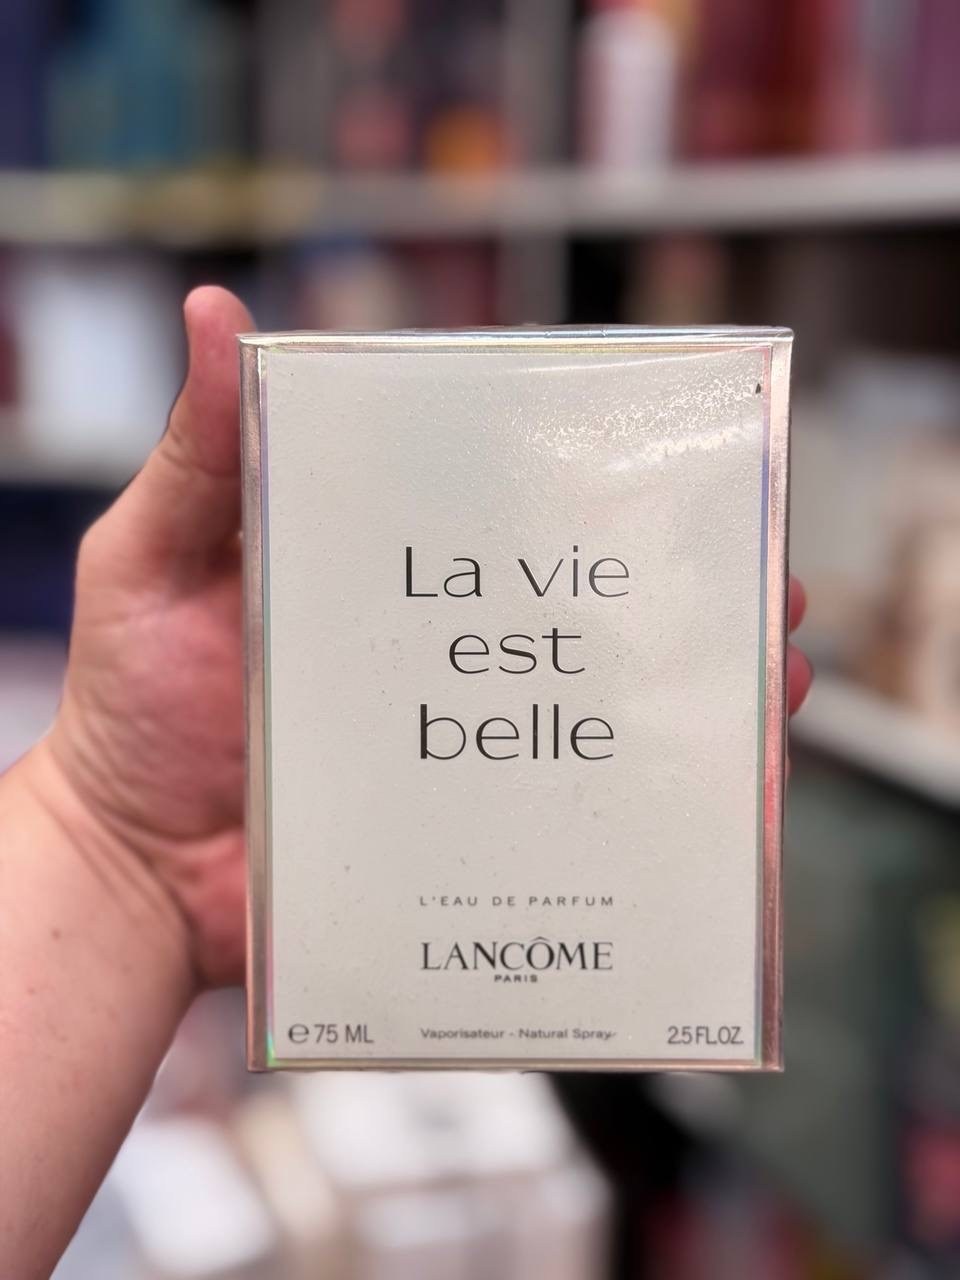 La vie
est
belle
L'EAU DE PARFUM
LANCÔME
PARIS
℮ 75 ML Vaporisateur - Natural Spray 2.5 FL.OZ.